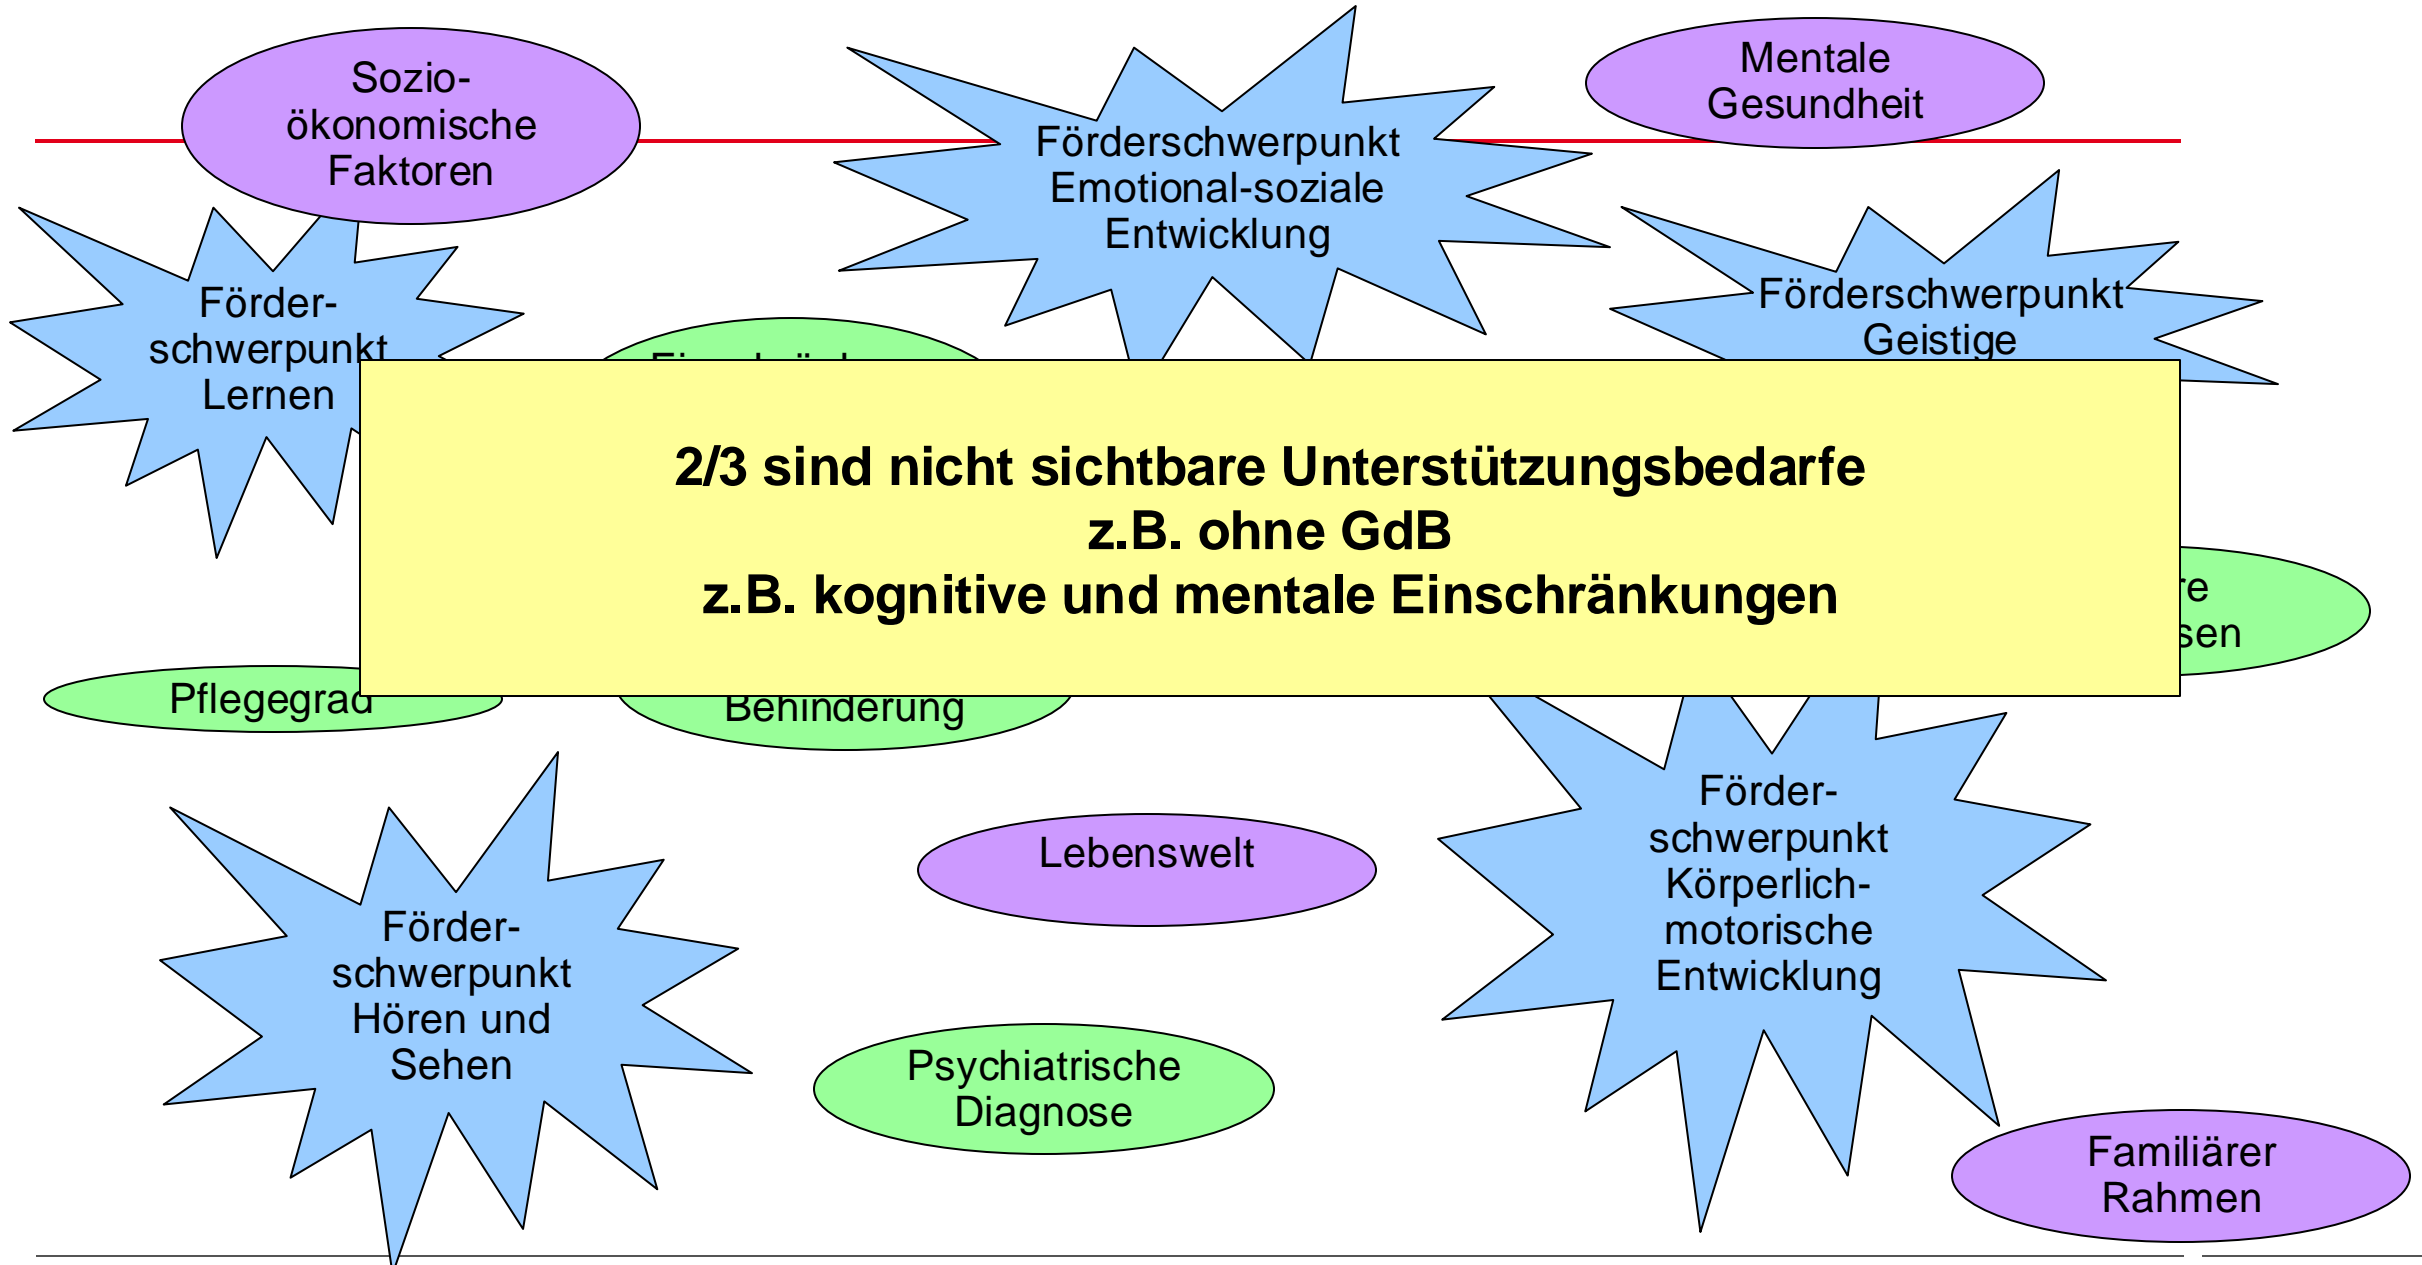 Sozio-
ökonomische
Faktoren
Förderschwerpunkt
Emotional-soziale
Entwicklung
Mentale
Gesundheit
Förder-
schwerpunkt
Lernen
Förderschwerpunkt
Geistige
2/3 sind nicht sichtbare Unterstützungsbedarfe
z.B. ohne GdB
z.B. kognitive und mentale Einschränkungen
Pflegegrad
Behinderung
Förder-
schwerpunkt
Hören und
Sehen
Lebenswelt
Psychiatrische
Diagnose
Förder-
schwerpunkt
Körperlich-
motorische
Entwicklung
Familiärer
Rahmen